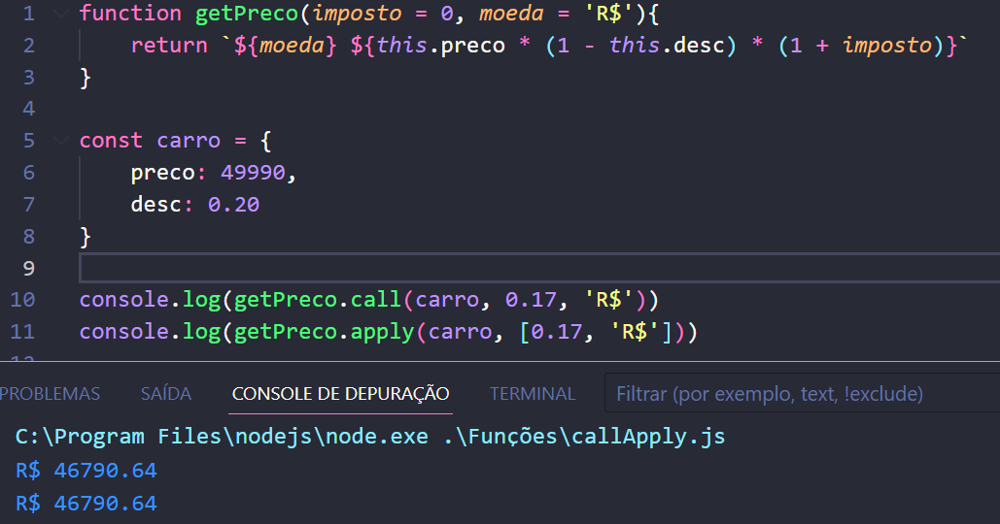 1 function getPreco(imposto = 0, moeda = 'R$'){
2 return `${moeda} ${this.preco * (1 - this.desc) * (1 + imposto)}`
3 }
4
5 const carro = {
6 preco: 49990,
7 desc: 0.20
8 }
9
10 console.log(getPreco.call(carro, 0.17, 'R$'))
11 console.log(getPreco.apply(carro, [0.17, 'R$']))
12
PROBLEMAS SAÍDA CONSOLE DE DEPURAÇÃO TERMINAL Filtrar (por exemplo, text, !exclude)
C:\Program Files\nodejs\node.exe .\Funções\callApply.js
R$ 46790.64
R$ 46790.64